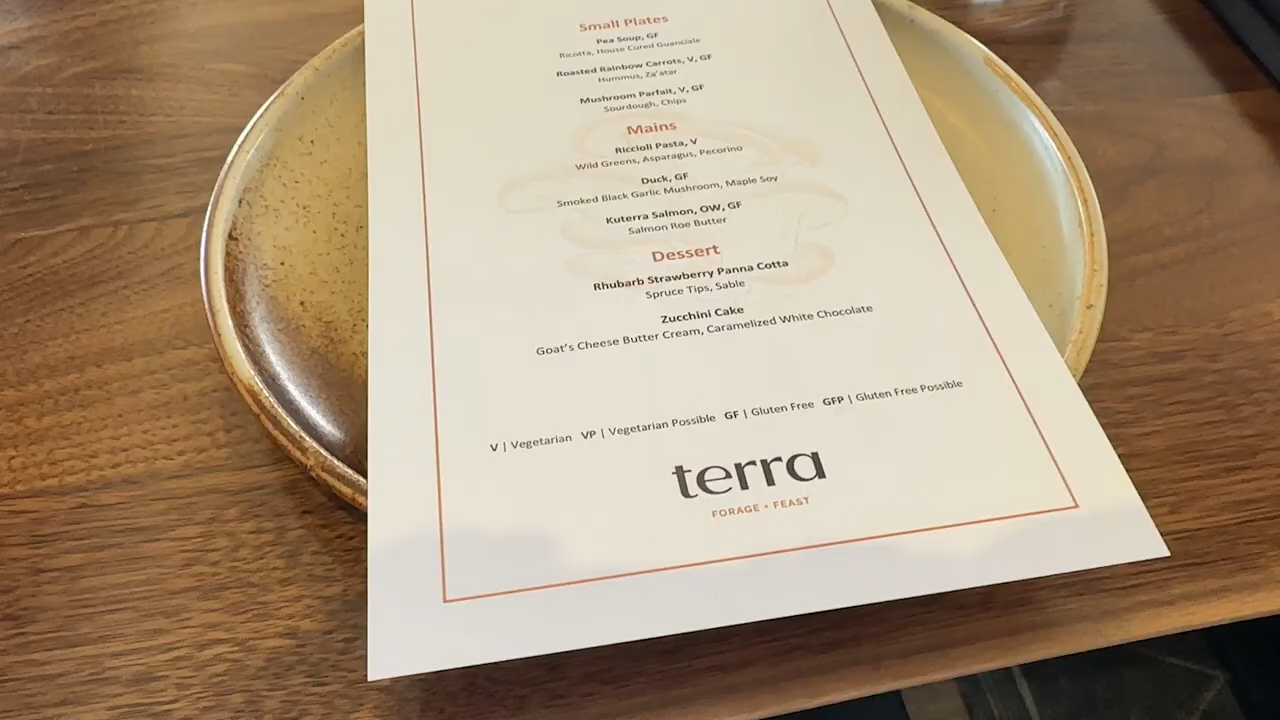 Small Plates
Pea Soup, GF
Ricotta, House Cured Guanciale
Roasted Rainbow Carrots, V, GF
Hummus, Za'atar
Mushroom Parfait, V, GF
Sourdough, Chips
Mains
Riccioli Pasta, V
Wild Greens, Asparagus, Pecorino
Duck, GF
Smoked Black Garlic Mushroom, Maple Soy
Kuterra Salmon, OW, GF
Salmon Roe Butter
Dessert
Rhubarb Strawberry Panna Cotta
Spruce Tips, Sable
Zucchini Cake
Goat's Cheese Butter Cream, Caramelized White Chocolate
V | Vegetarian VP | Vegetarian Possible GF | Gluten Free GFP | Gluten Free Possible
terra
FORAGE • FEAST